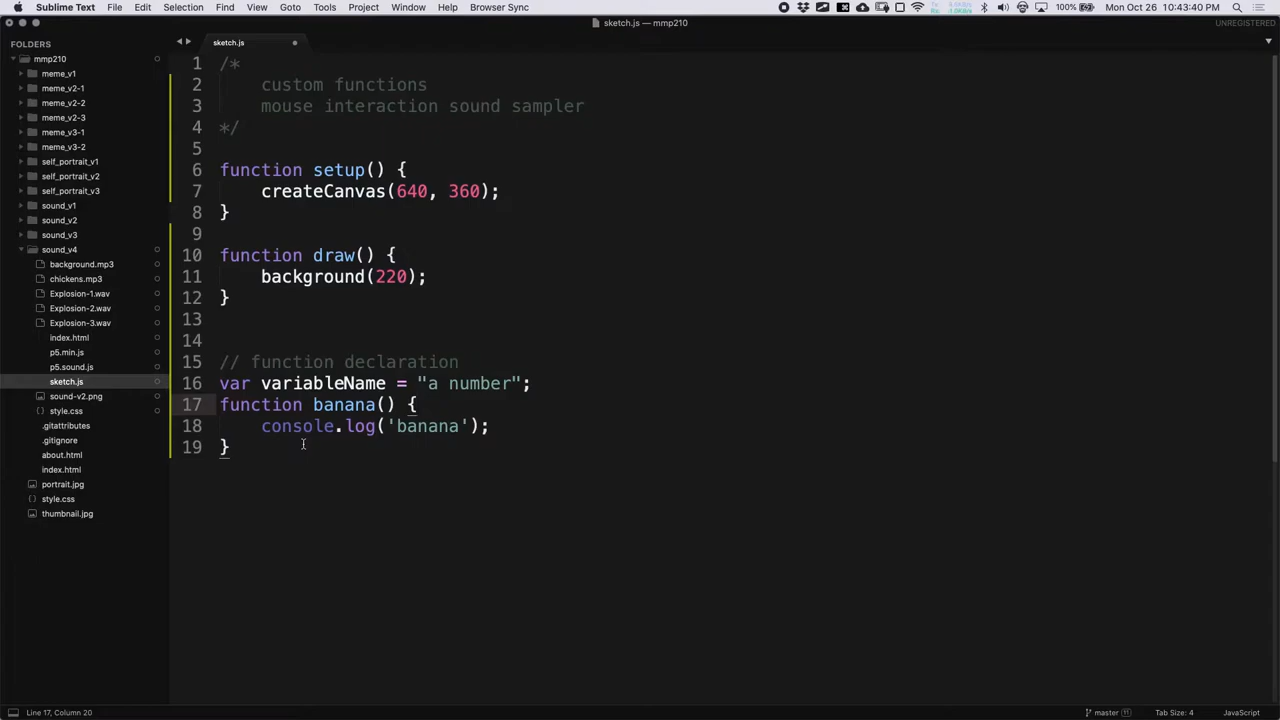 Sublime Text File Edit Selection Find View Goto Tools Project Window Help Browser Sync 100% Mon Oct 26 10:43:40 PM
sketch.js — mmp210 UNREGISTERED
FOLDERS
mmp210
meme_v1
meme_v2-1
meme_v2-2
meme_v2-3
meme_v3-1
meme_v3-2
self_portrait_v1
self_portrait_v2
self_portrait_v3
sound_v1
sound_v2
sound_v3
sound_v4
background.mp3
chickens.mp3
Explosion-1.wav
Explosion-2.wav
Explosion-3.wav
index.html
p5.min.js
p5.sound.js
sketch.js
sound-v2.png
style.css
.gitattributes
.gitignore
about.html
index.html
portrait.jpg
style.css
thumbnail.jpg
sketch.js
1 /*
2 custom functions
3 mouse interaction sound sampler
4 */
5
6 function setup() {
7 createCanvas(640, 360);
8 }
9
10 function draw() {
11 background(220);
12 }
13
14
15 // function declaration
16 var variableName = "a number";
17 function banana() {
18 console.log('banana');
19 }
Line 17, Column 20 master 11 Tab Size: 4 JavaScript